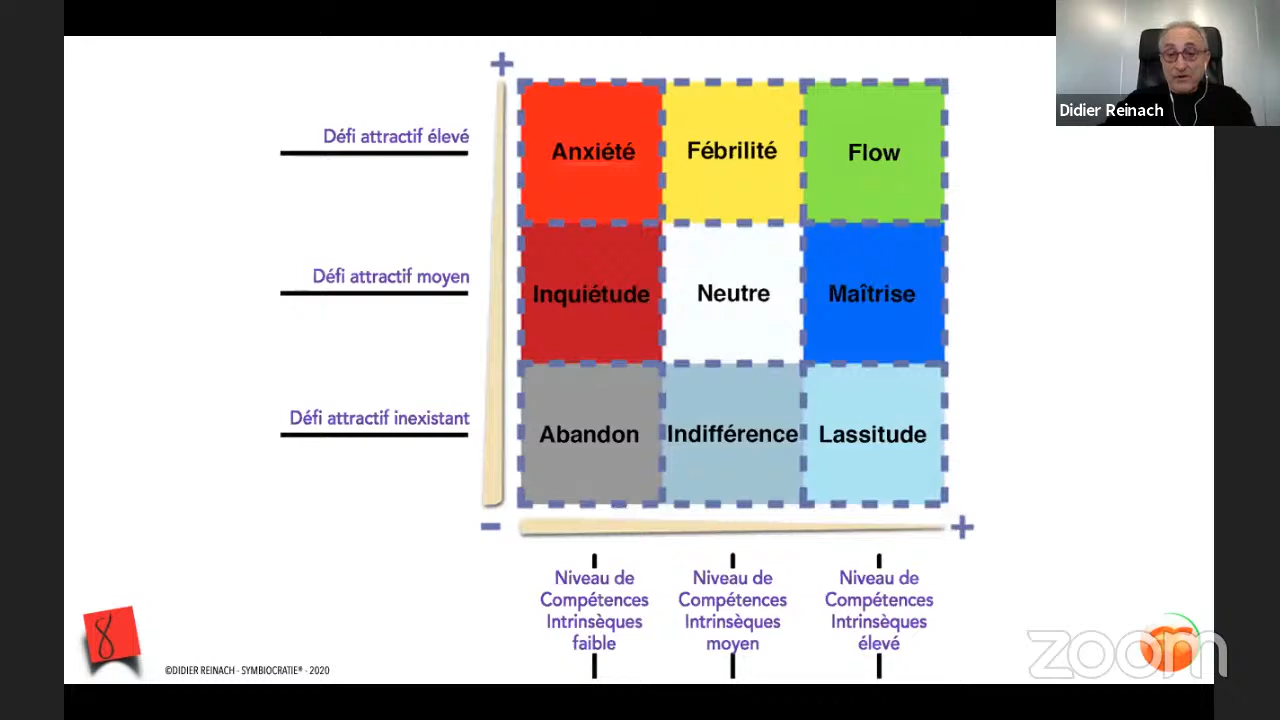 Didier Reinach
+
Défi attractif élevé
Anxiété Fébrilité Flow
Défi attractif moyen
Inquiétude Neutre Maîtrise
Défi attractif inexistant
Abandon Indifférence Lassitude
- +
Niveau de Compétences Intrinsèques faible
Niveau de Compétences Intrinsèques moyen
Niveau de Compétences Intrinsèques élevé
8
©DIDIER REINACH - SYMBIOCRATIE® - 2020
zoom